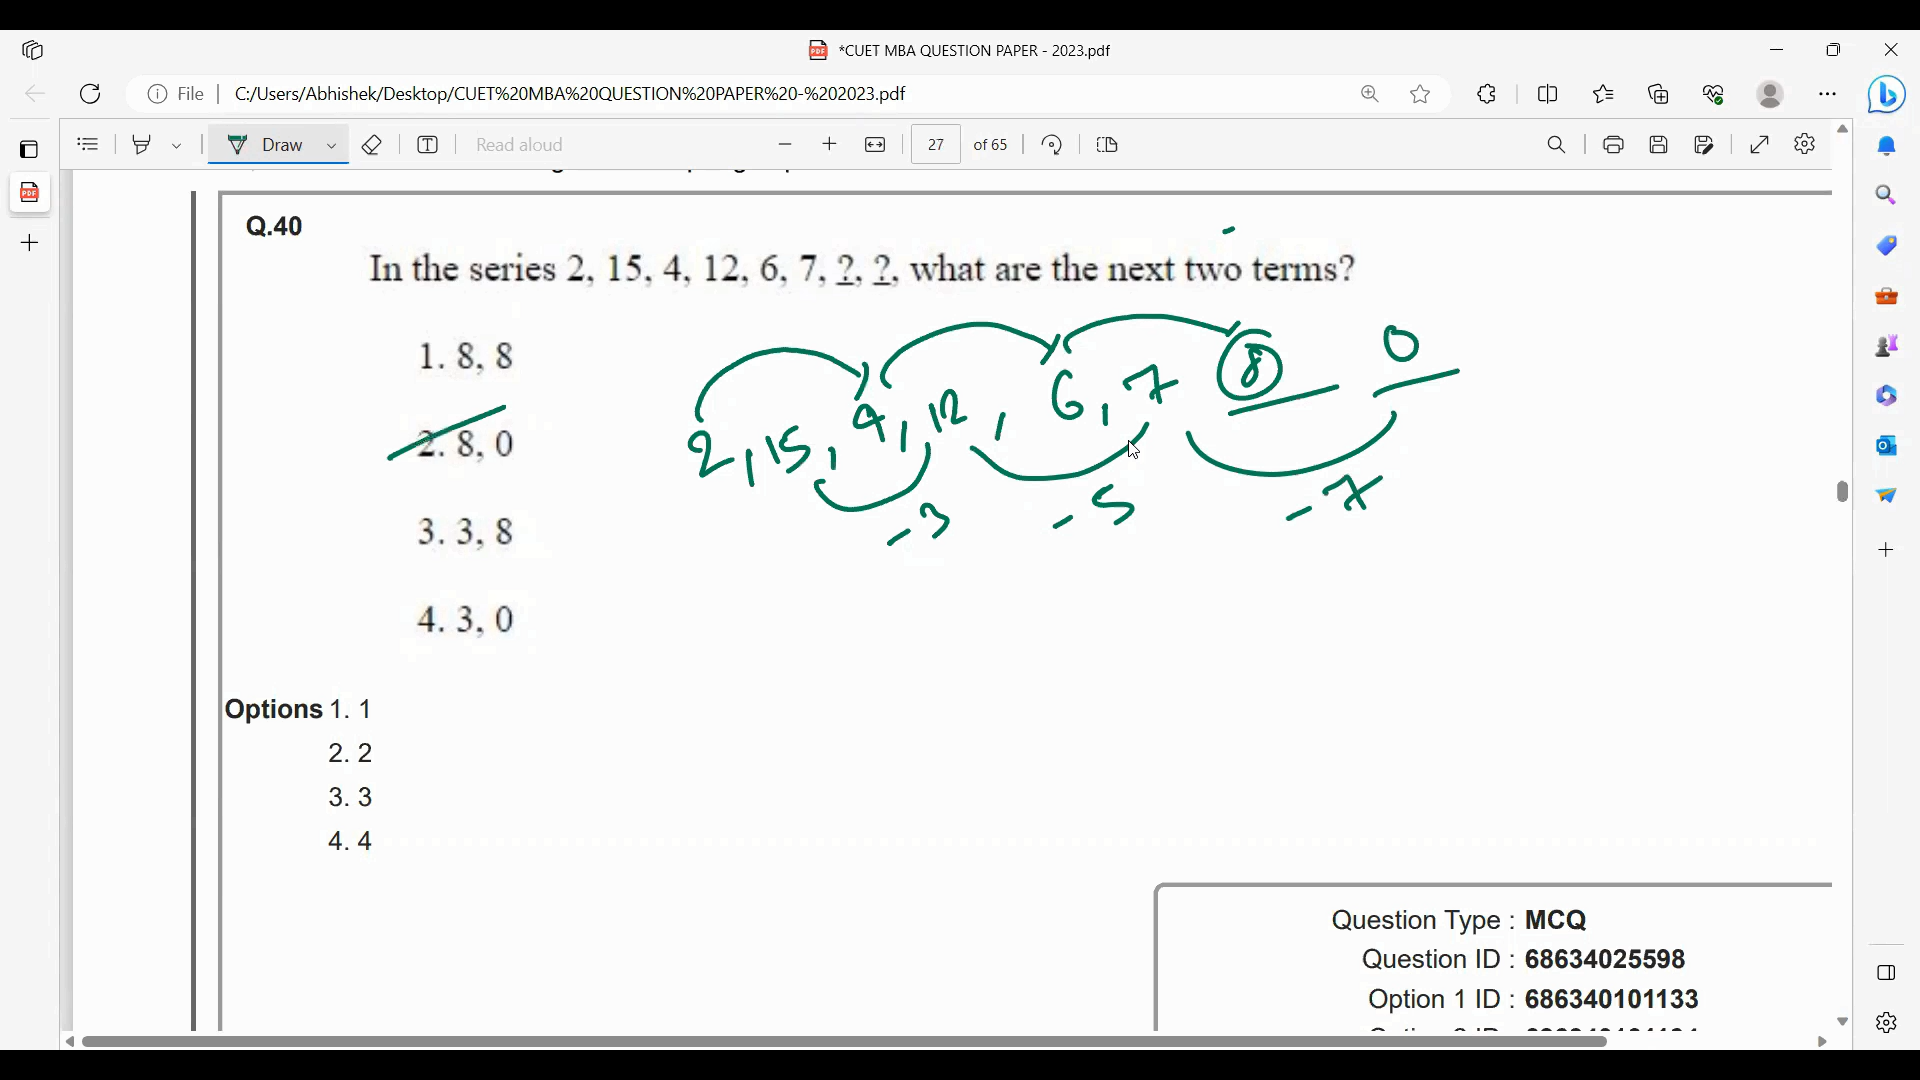 *CUET MBA QUESTION PAPER - 2023.pdf
File
C:/Users/Abhishek/Desktop/CUET%20MBA%20QUESTION%20PAPER%20-%202023.pdf
Draw
Read aloud
27 of 65
Q.40
In the series 2, 15, 4, 12, 6, 7, ?, ?, what are the next two terms?
1. 8, 8
2. 8, 0
3. 3, 8
4. 3, 0
2, 15, 4, 12, 6, 7 8 0
-3 -5 -7
Options 1. 1
2. 2
3. 3
4. 4
Question Type : MCQ
Question ID : 68634025598
Option 1 ID : 686340101133